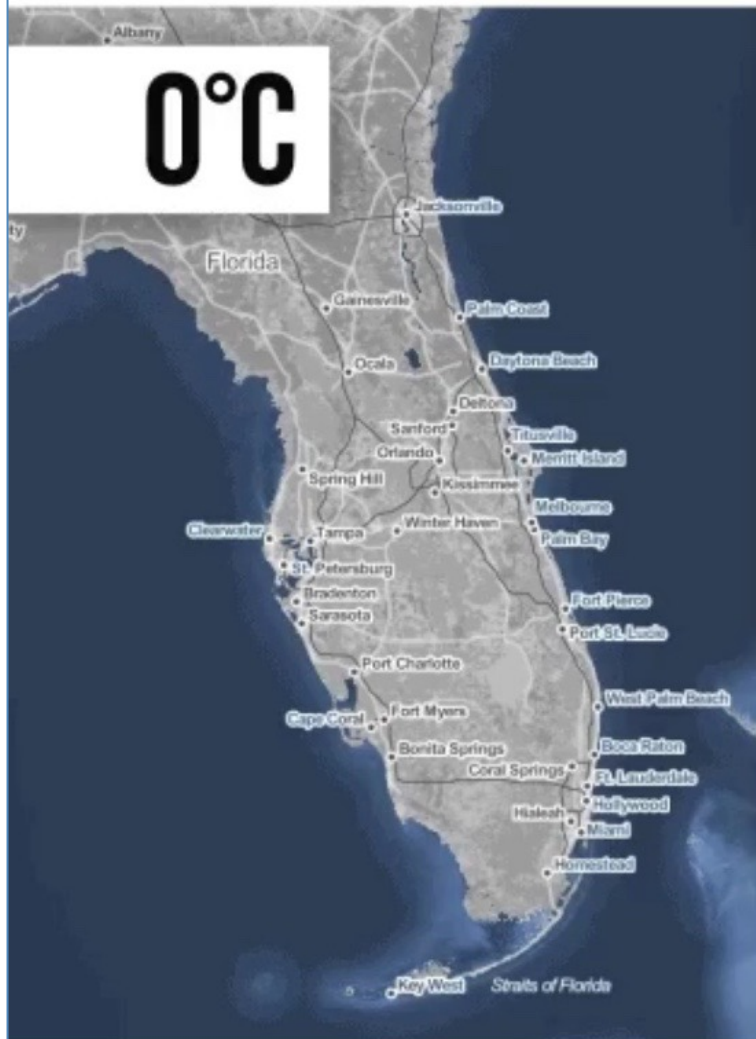 Albany
0°C
Jacksonville
ty
Florida
Gainesville
Palm Coast
Daytona Beach
Ocala
Deltona
Sanford
Titusville
Orlando
Merritt Island
Spring Hill
Kissimmee
Melbourne
Clearwater
Tampa
Winter Haven
Palm Bay
St. Petersburg
Bradenton
Fort Pierce
Sarasota
Port St. Lucie
Port Charlotte
West Palm Beach
Cape Coral
Fort Myers
Bonita Springs
Boca Raton
Coral Springs
Ft. Lauderdale
Hollywood
Hialeah
Miami
Homestead
Key West
Straits of Florida